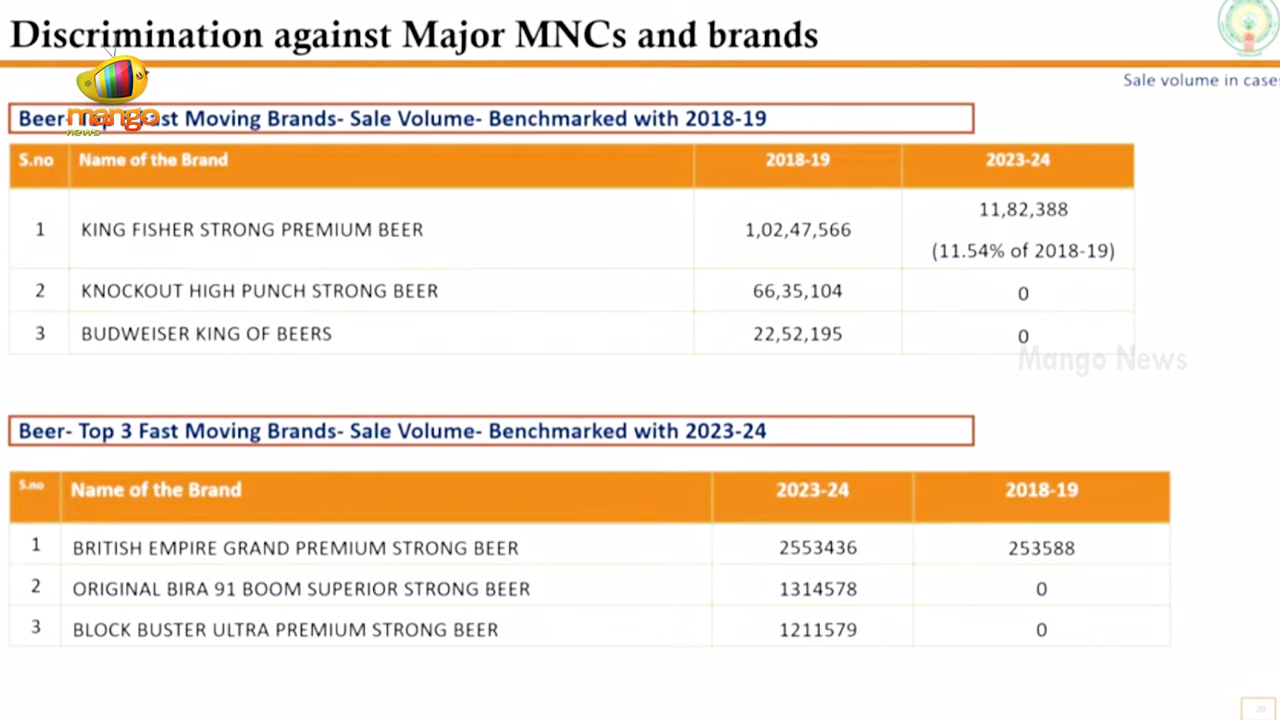 Discrimination against Major MNCs and brands
Sale volume in cases
mango
news
Beer- Top 3 Fast Moving Brands- Sale Volume- Benchmarked with 2018-19
S.no Name of the Brand 2018-19 2023-24
1 KING FISHER STRONG PREMIUM BEER 1,02,47,566 11,82,388
(11.54% of 2018-19)
2 KNOCKOUT HIGH PUNCH STRONG BEER 66,35,104 0
3 BUDWEISER KING OF BEERS 22,52,195 0
Mango News
Beer- Top 3 Fast Moving Brands- Sale Volume- Benchmarked with 2023-24
S.no Name of the Brand 2023-24 2018-19
1 BRITISH EMPIRE GRAND PREMIUM STRONG BEER 2553436 253588
2 ORIGINAL BIRA 91 BOOM SUPERIOR STRONG BEER 1314578 0
3 BLOCK BUSTER ULTRA PREMIUM STRONG BEER 1211579 0